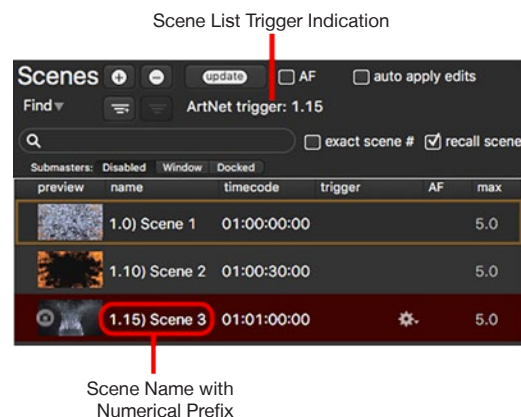 Scene List Trigger Indication
Scenes update AF auto apply edits
Find ArtNet trigger: 1.15
exact scene # recall scene
Submasters: Disabled Window Docked
preview name timecode trigger AF max
1.0) Scene 1 01:00:00:00 5.0
1.10) Scene 2 01:00:30:00 5.0
1.15) Scene 3 01:01:00:00 5.0
Scene Name with
Numerical Prefix